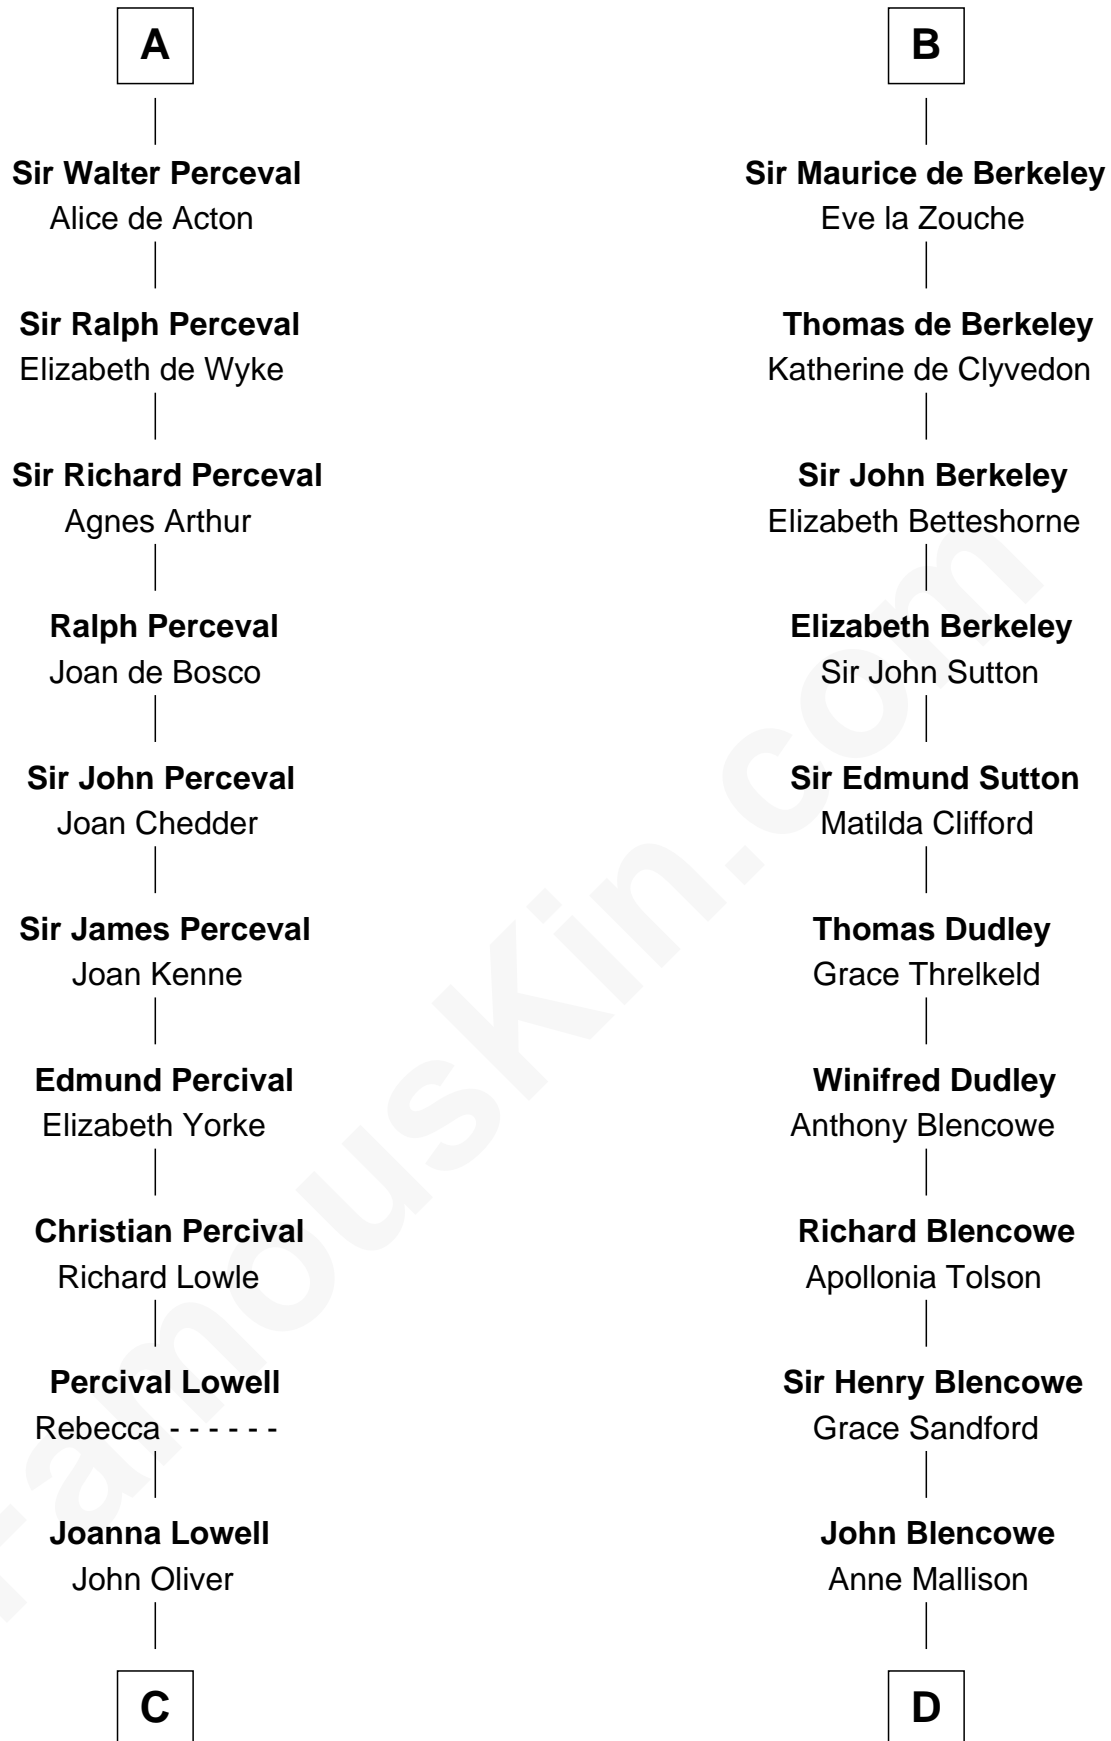 A
Sir Walter Perceval
Alice de Acton
Sir Ralph Perceval
Elizabeth de Wyke
Sir Richard Perceval
Agnes Arthur
Ralph Perceval
Joan de Bosco
Sir John Perceval
Joan Chedder
Sir James Perceval
Joan Kenne
Edmund Percival
Elizabeth Yorke
Christian Percival
Richard Lowle
Percival Lowell
Rebecca - - - - - -
Joanna Lowell
John Oliver
C
B
Sir Maurice de Berkeley
Eve la Zouche
Thomas de Berkeley
Katherine de Clyvedon
Sir John Berkeley
Elizabeth Betteshorne
Elizabeth Berkeley
Sir John Sutton
Sir Edmund Sutton
Matilda Clifford
Thomas Dudley
Grace Threlkeld
Winifred Dudley
Anthony Blencowe
Richard Blencowe
Apollonia Tolson
Sir Henry Blencowe
Grace Sandford
John Blencowe
Anne Mallison
D
FamousKin.com